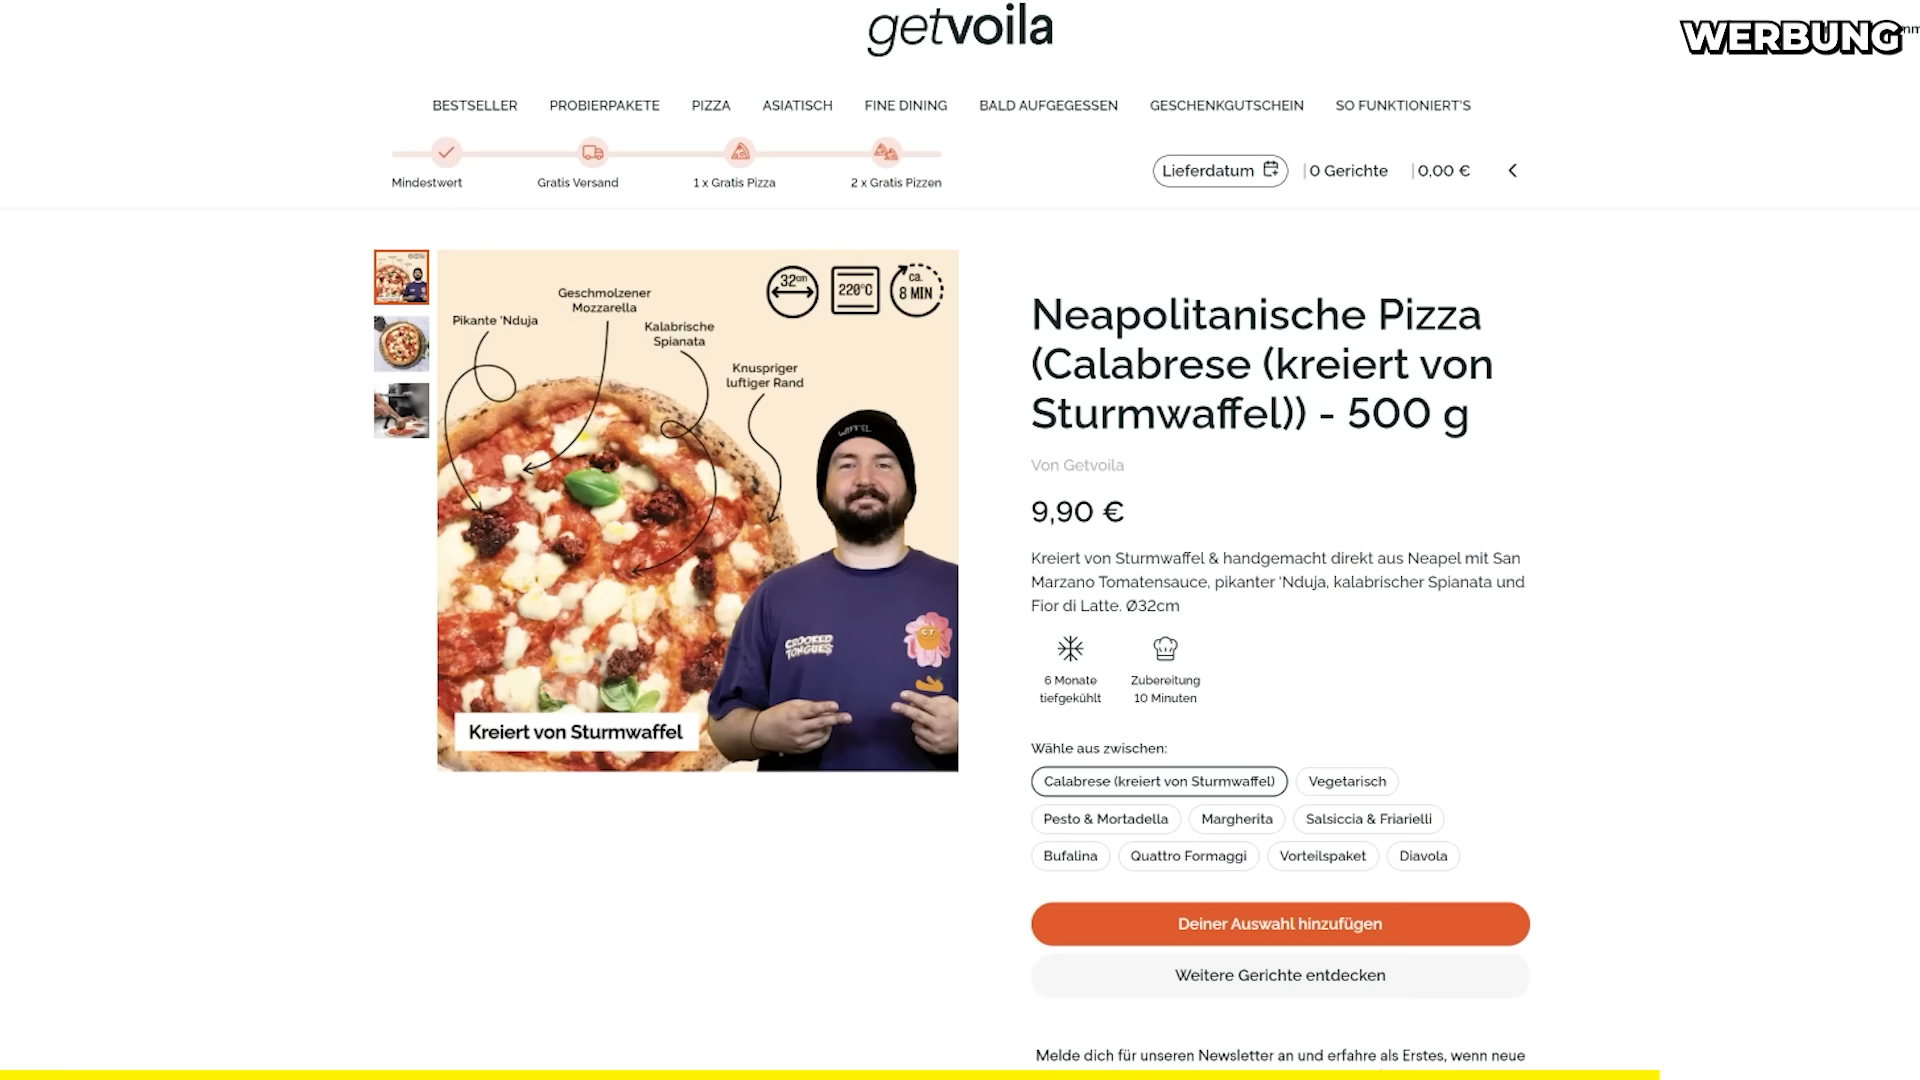 getvoila
WERBUNG
BESTSELLER PROBIERPAKETE PIZZA ASIATISCH FINE DINING BALD AUFGEGESSEN GESCHENKGUTSCHEIN SO FUNKTIONIERT'S
Mindestwert Gratis Versand 1 x Gratis Pizza 2 x Gratis Pizzen
Lieferdatum | 0 Gerichte | 0,00 €
32cm 220°C ca. 8 MIN
Geschmolzener
Mozzarella
Pikante 'Nduja
Kalabrische
Spianata
Knuspriger
luftiger Rand
CROOKED
TONGUES
CT
Kreiert von Sturmwaffel
Neapolitanische Pizza
(Calabrese (kreiert von
Sturmwaffel)) - 500 g
Von Getvoila
9,90 €
Kreiert von Sturmwaffel & handgemacht direkt aus Neapel mit San
Marzano Tomatensauce, pikanter 'Nduja, kalabrischer Spianata und
Fior di Latte. Ø32cm
6 Monate
tiefgekühlt
Zubereitung
10 Minuten
Wähle aus zwischen:
Calabrese (kreiert von Sturmwaffel) Vegetarisch
Pesto & Mortadella Margherita Salsiccia & Friarielli
Bufalina Quattro Formaggi Vorteilspaket Diavola
Deiner Auswahl hinzufügen
Weitere Gerichte entdecken
Melde dich für unseren Newsletter an und erfahre als Erstes, wenn neue